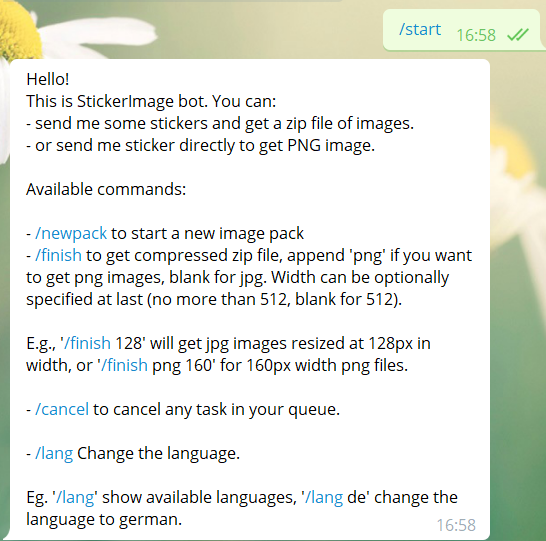 /start 16:58
Hello!
This is StickerImage bot. You can:
- send me some stickers and get a zip file of images.
- or send me sticker directly to get PNG image.
Available commands:
- /newpack to start a new image pack
- /finish to get compressed zip file, append 'png' if you want
to get png images, blank for jpg. Width can be optionally
specified at last (no more than 512, blank for 512).
E.g., '/finish 128' will get jpg images resized at 128px in
width, or '/finish png 160' for 160px width png files.
- /cancel to cancel any task in your queue.
- /lang Change the language.
Eg. '/lang' show available languages, '/lang de' change the
language to german.
16:58